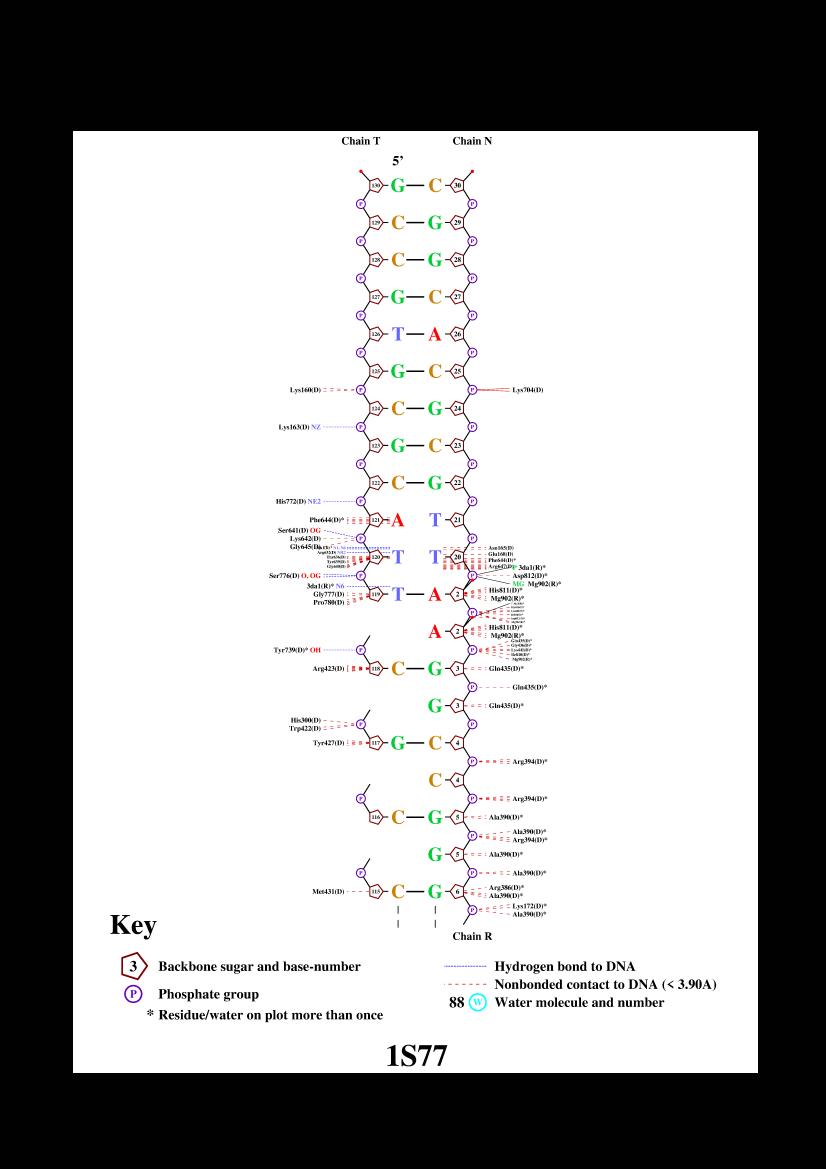 Chain T Chain N
5'
130 G C 30
P P
129 C G 29
P P
128 C G 28
P P
127 G C 27
P P
126 T A 26
P P
125 G C 25
Lys160(D) P P Lys704(D)
124 C G 24
Lys163(D) NZ P P
123 G C 23
P P
122 C G 22
His772(D) NE2 P P
Phe644(D)* 121 A T 21
Ser641(D) OG
Lys642(D) P P
Gly645(D)
120 T T 20
Asn165(D)
Glu168(D)
Phe644(D)*
3da1(R)*
Ser776(D) O, OG P P Asp812(D)*
MG Mg902(R)*
3da1(R)* N6
Gly777(D) 119 T A 2 His811(D)*
Pro780(D) Mg902(R)*
P
A 2 His811(D)*
Mg902(R)*
Tyr739(D)* OH P P
Arg423(D) 118 C G 3 Gln435(D)*
P Gln435(D)*
G 3 Gln435(D)*
His300(D)
Trp422(D) P P
Tyr427(D) 117 G C 4
P Arg394(D)*
C 4
P P Arg394(D)*
116 C G 5 Ala390(D)*
P Ala390(D)*
Arg394(D)*
G 5 Ala390(D)*
P P Ala390(D)*
Met431(D) 115 C G 6 Arg386(D)*
Ala390(D)*
P Lys172(D)*
Ala390(D)*
Chain R
Key
3 Backbone sugar and base-number
P Phosphate group
* Residue/water on plot more than once
Hydrogen bond to DNA
Nonbonded contact to DNA (< 3.90A)
88 W Water molecule and number
1S77